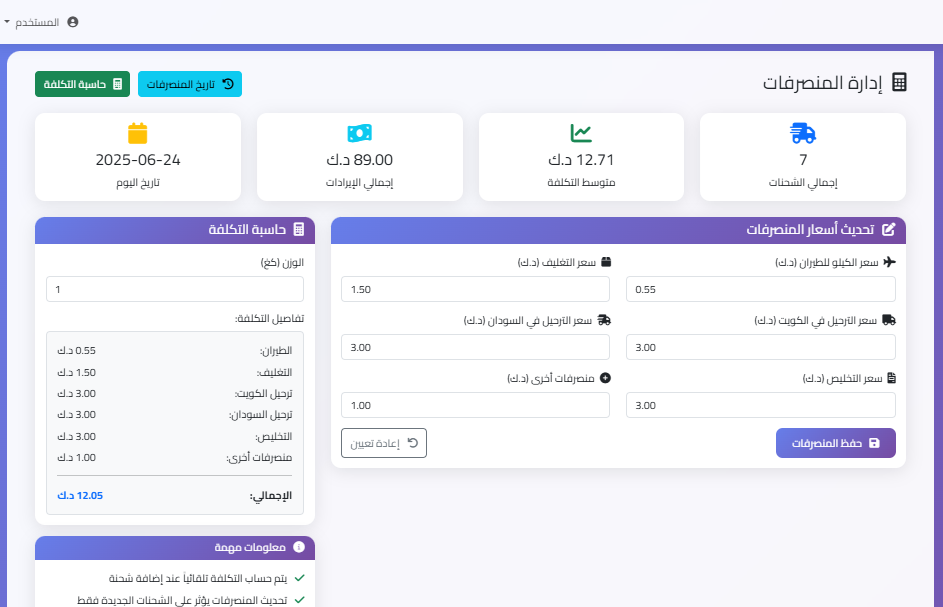 المستخدم
إدارة المنصرفات
تاريخ المنصرفات
حاسبة التكلفة
7
إجمالي الشحنات
12.71 د.ك
متوسط التكلفة
89.00 د.ك
إجمالي الإيرادات
2025-06-24
تاريخ اليوم
تحديث أسعار المنصرفات
سعر الكيلو للطيران (د.ك)
0.55
سعر التغليف (د.ك)
1.50
سعر الترحيل في الكويت (د.ك)
3.00
سعر الترحيل في السودان (د.ك)
3.00
سعر التخليص (د.ك)
3.00
منصرفات أخرى (د.ك)
1.00
حفظ المنصرفات
إعادة تعيين
حاسبة التكلفة
الوزن (كغ)
1
تفاصيل التكلفة:
الطيران: 0.55 د.ك
التغليف: 1.50 د.ك
ترحيل الكويت: 3.00 د.ك
ترحيل السودان: 3.00 د.ك
التخليص: 3.00 د.ك
منصرفات أخرى: 1.00 د.ك
الإجمالي: 12.05 د.ك
معلومات مهمة
يتم حساب التكلفة تلقائياً عند إضافة شحنة
تحديث المنصرفات يؤثر على الشحنات الجديدة فقط